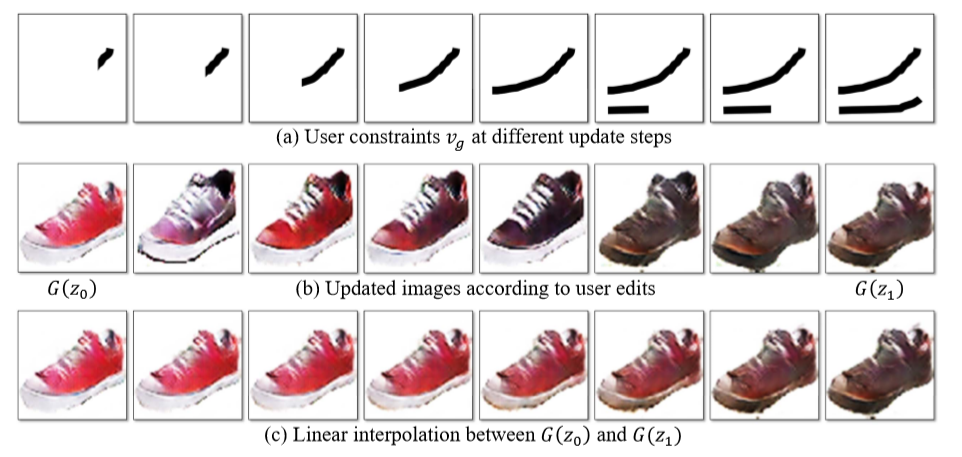 (a) User constraints v_g at different update steps
G(z_0)
(b) Updated images according to user edits
G(z_1)
(c) Linear interpolation between G(z_0) and G(z_1)